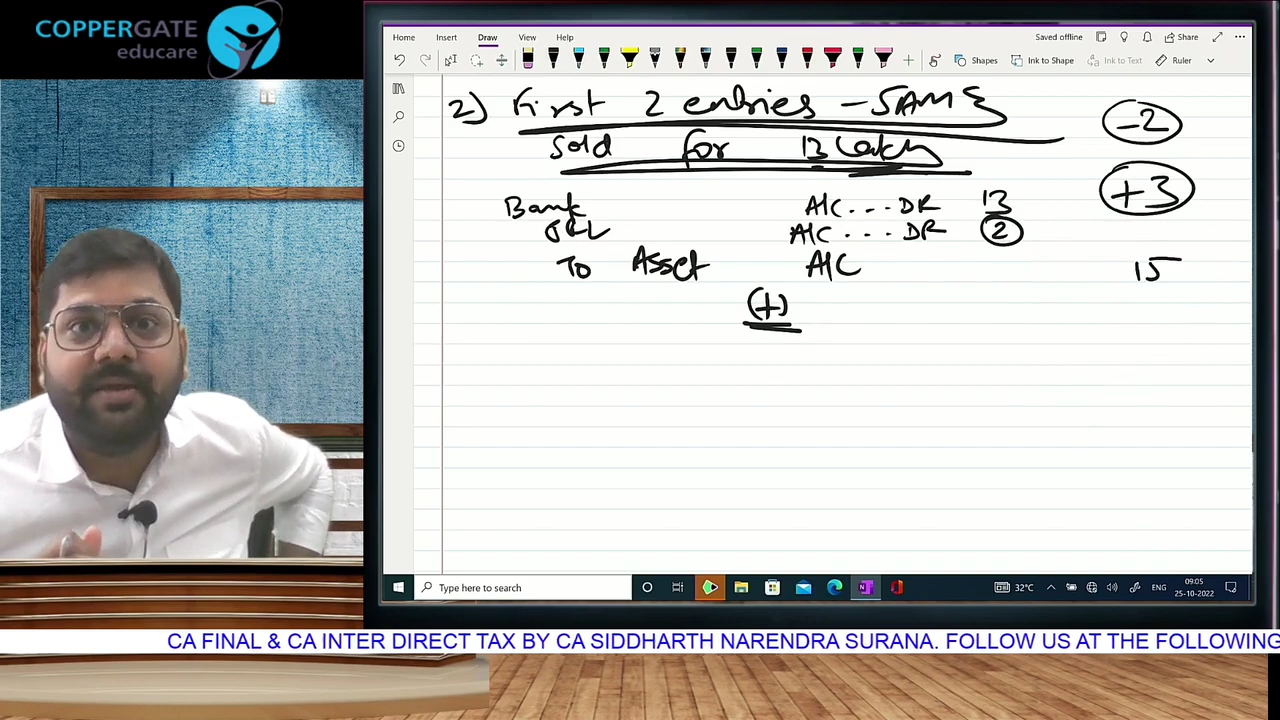 COPPERGATE
educare
Saved offline
Share
Home Insert Draw View Help
Shapes Ink to Shape Ink to Text Ruler
2) First 2 entries - SAME
-2
Sold for 13 Lakhs
+3
Bank A/C... DR 13
A/C... DR 2
To Asset A/C 15
(+)
Type here to search
32°C
ENG
09:05
25-10-2022
CA FINAL & CA INTER DIRECT TAX BY CA SIDDHARTH NARENDRA SURANA. FOLLOW US AT THE FOLLOWING